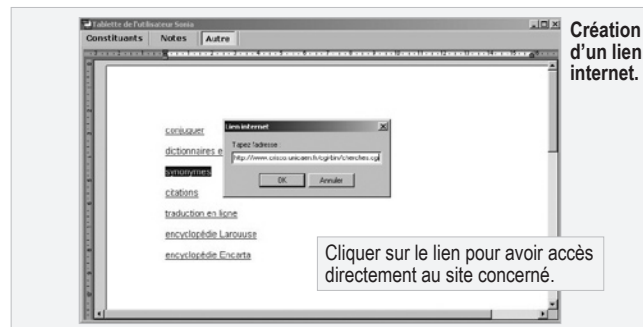 Tablette de l'utilisateur Sonia
Constituants Notes Autre
Création
d'un lien
internet.
conjuguer
Lien internet
dictionnaires e
Tapez l'adresse
synonymes
http://www.crisco.unicaen.fr/cgi-bin/cherches.cgi
OK Annuler
citations
traduction en ligne
encyclopédie Larousse
encyclopédie Encarta
Cliquer sur le lien pour avoir accès
directement au site concerné.